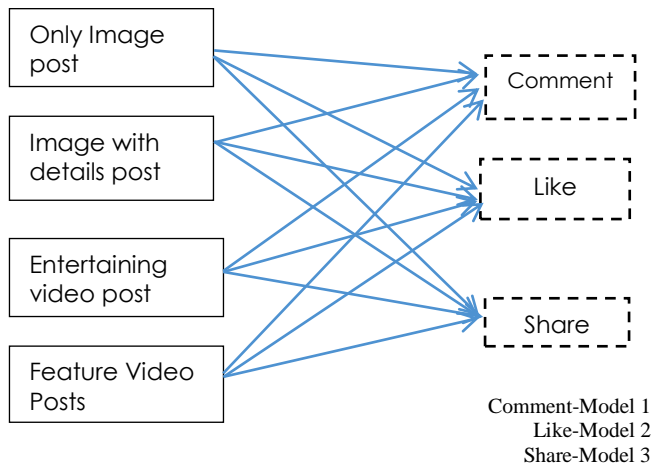 Only Image
post
Image with
details post
Entertaining
video post
Feature Video
Posts
Comment
Like
Share
Comment-Model 1
Like-Model 2
Share-Model 3